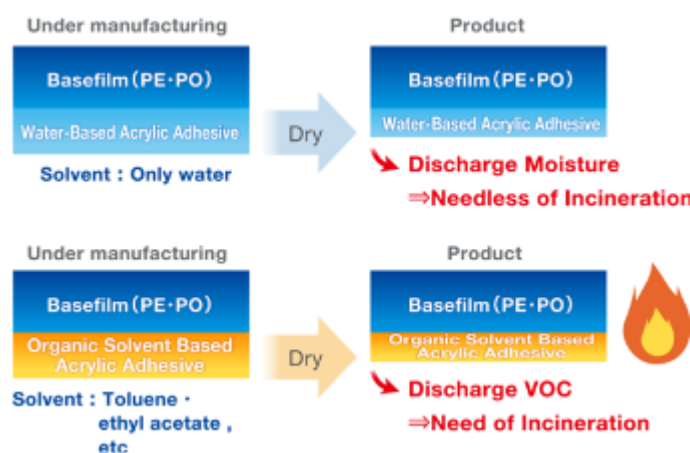 Under manufacturing
Product
Basefilm(PE·PO)
Water-Based Acrylic Adhesive
Dry
Basefilm(PE·PO)
Water-Based Acrylic Adhesive
Solvent : Only water
Discharge Moisture
⇒Needless of Incineration
Under manufacturing
Product
Basefilm(PE·PO)
Organic Solvent Based
Acrylic Adhesive
Dry
Basefilm(PE·PO)
Organic Solvent Based
Acrylic Adhesive
Solvent : Toluene ·
ethyl acetate ,
etc
Discharge VOC
⇒Need of Incineration